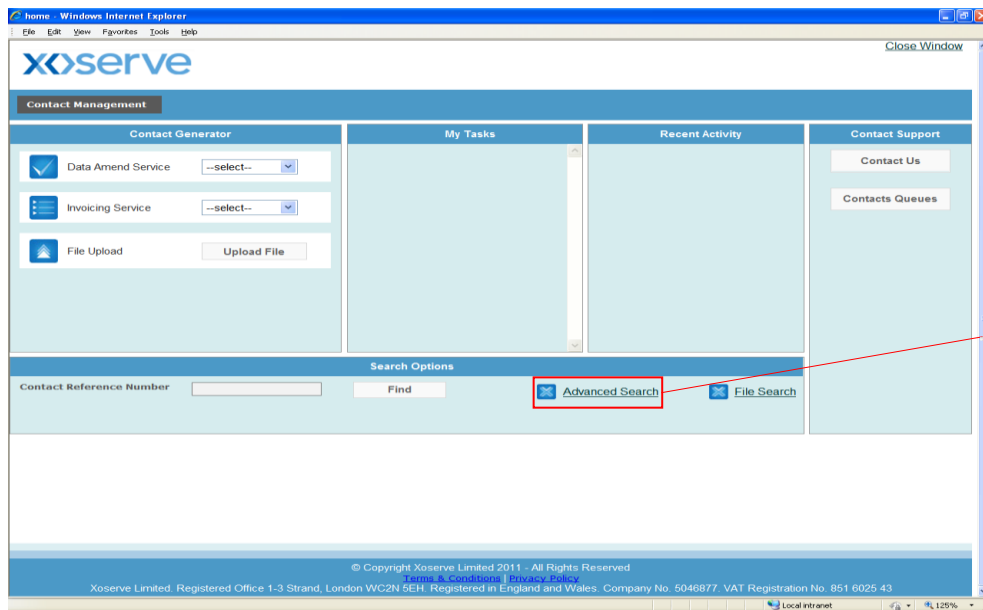 home - Windows Internet Explorer
File Edit View Favorites Tools Help
Close Window
xoserve
Contact Management
Contact Generator
My Tasks
Recent Activity
Contact Support
Data Amend Service
--select--
Contact Us
Invoicing Service
--select--
Contacts Queues
File Upload
Upload File
Search Options
Contact Reference Number
Find
Advanced Search
File Search
© Copyright Xoserve Limited 2011 - All Rights Reserved
Terms & Conditions | Privacy Policy
Xoserve Limited. Registered Office 1-3 Strand, London WC2N 5EH. Registered in England and Wales. Company No. 5046877. VAT Registration No. 851 6025 43
Local intranet
125%